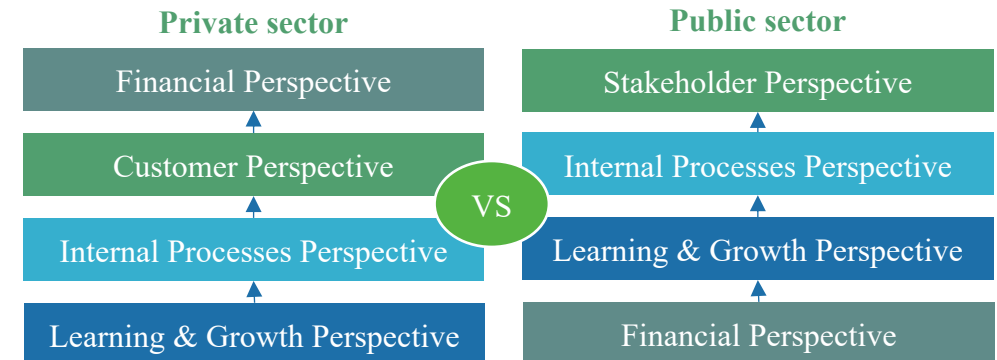 Private sector
Financial Perspective
Customer Perspective
Internal Processes Perspective
Learning & Growth Perspective
VS
Public sector
Stakeholder Perspective
Internal Processes Perspective
Learning & Growth Perspective
Financial Perspective